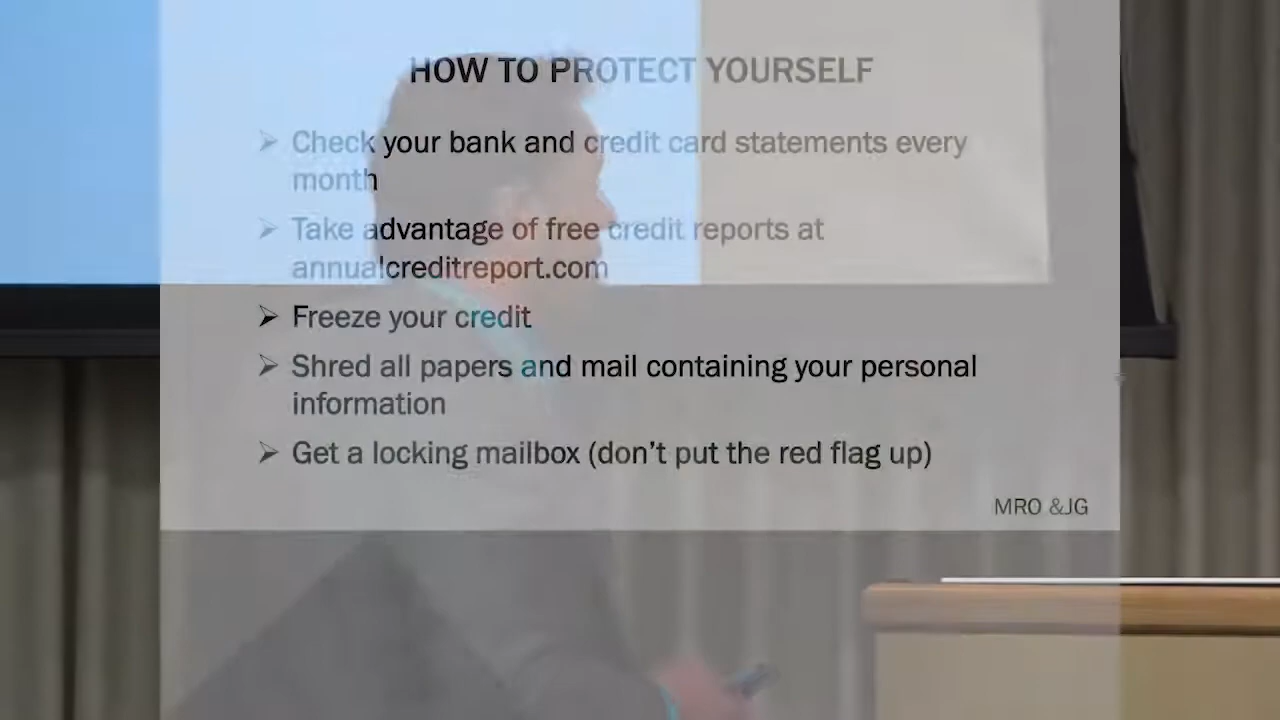 HOW TO PROTECT YOURSELF
➢ Check your bank and credit card statements every
month
➢ Take advantage of free credit reports at
annualcreditreport.com
➢ Freeze your credit
➢ Shred all papers and mail containing your personal
information
➢ Get a locking mailbox (don’t put the red flag up)
MRO &JG